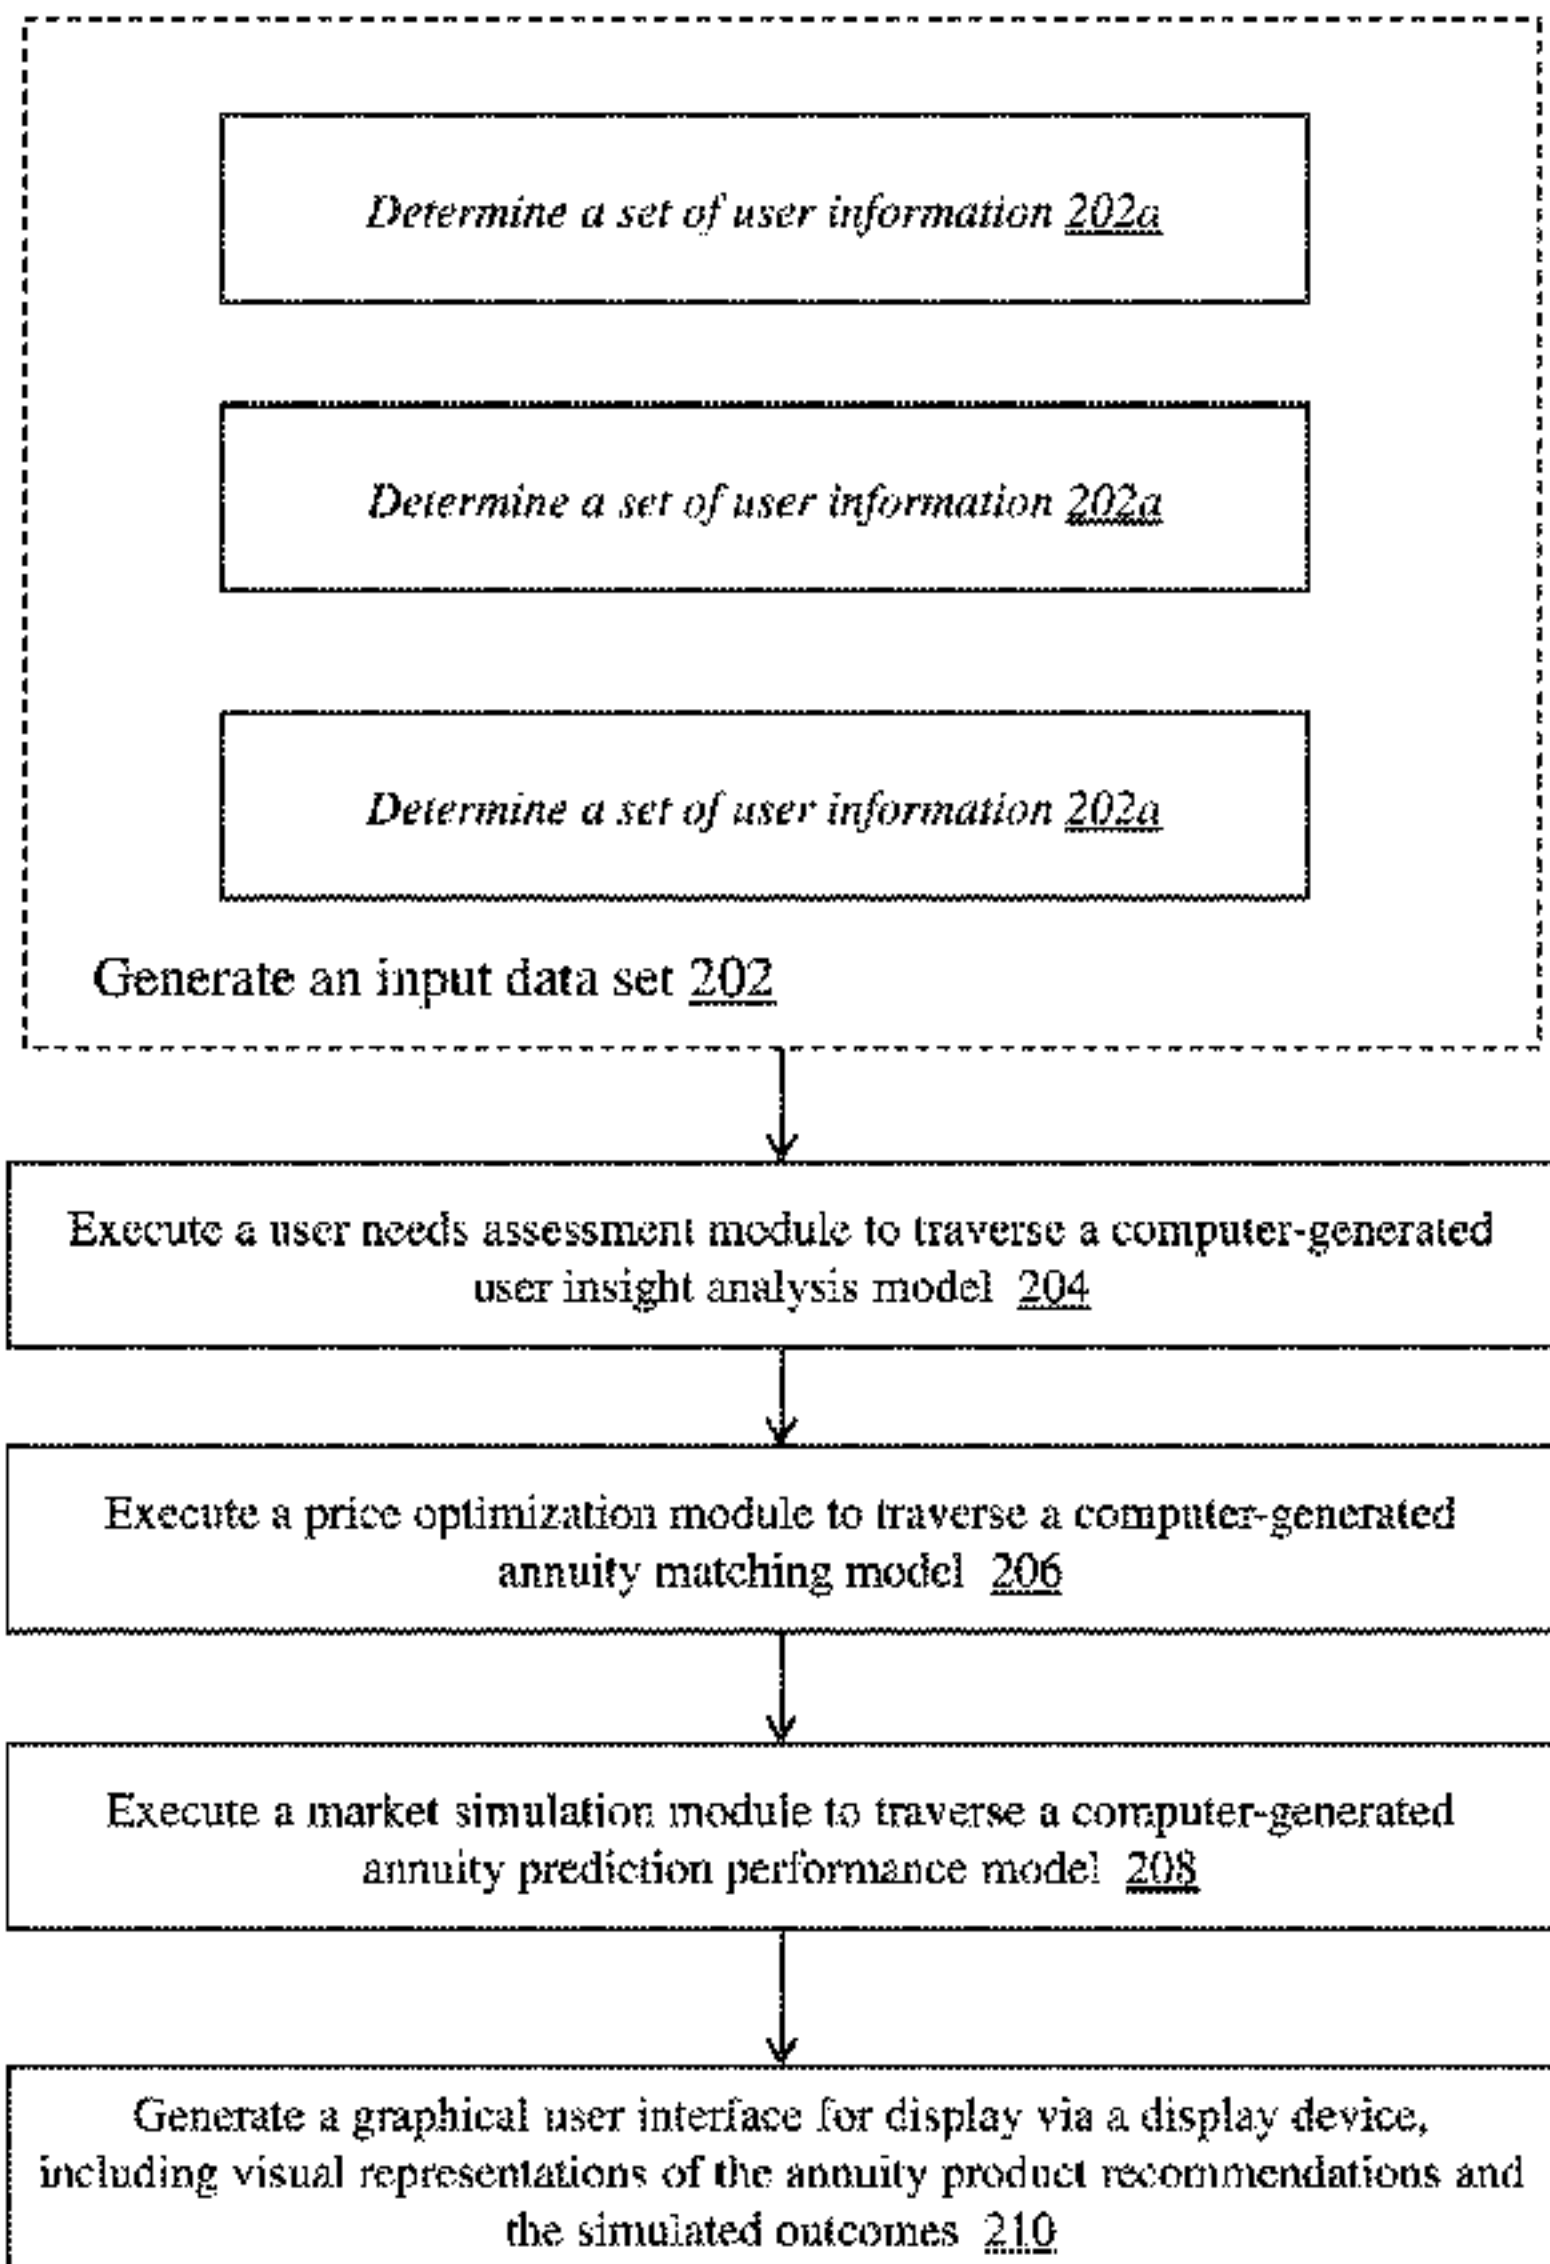 Determine a set of user information 202a
Determine a set of user information 202a
Determine a set of user information 202a
Generate an input data set 202
Execute a user needs assessment module to traverse a computer-generated
user insight analysis model 204
Execute a price optimization module to traverse a computer-generated
annuity matching model 206
Execute a market simulation module to traverse a computer-generated
annuity prediction performance model 208
Generate a graphical user interface for display via a display device,
including visual representations of the annuity product recommendations and
the simulated outcomes 210